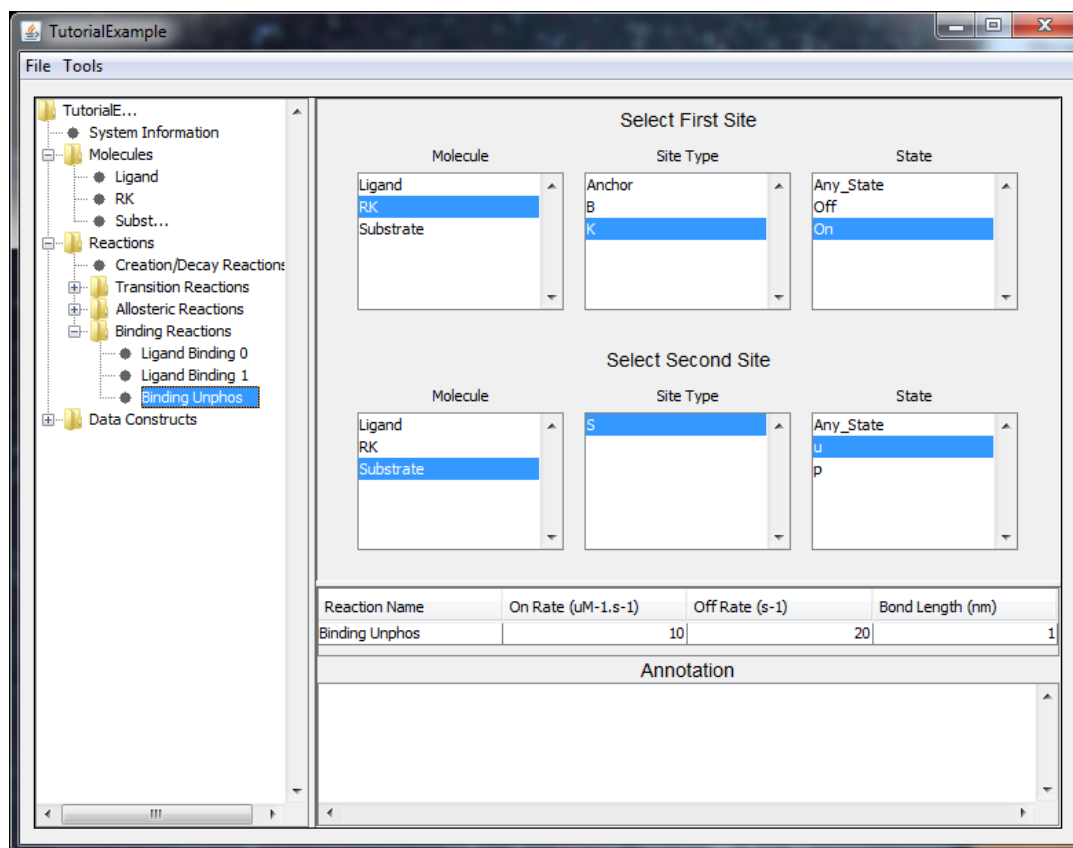 TutorialExample
File Tools
TutorialE...
System Information
Molecules
Ligand
RK
Subst...
Reactions
Creation/Decay Reactions
Transition Reactions
Allosteric Reactions
Binding Reactions
Ligand Binding 0
Ligand Binding 1
Binding Unphos
Data Constructs
Select First Site
Molecule Site Type State
Ligand Anchor Any_State
RK B Off
Substrate K On
Select Second Site
Molecule Site Type State
Ligand S Any_State
RK u
Substrate p
Reaction Name On Rate (uM-1.s-1) Off Rate (s-1) Bond Length (nm)
Binding Unphos 10 20 1
Annotation